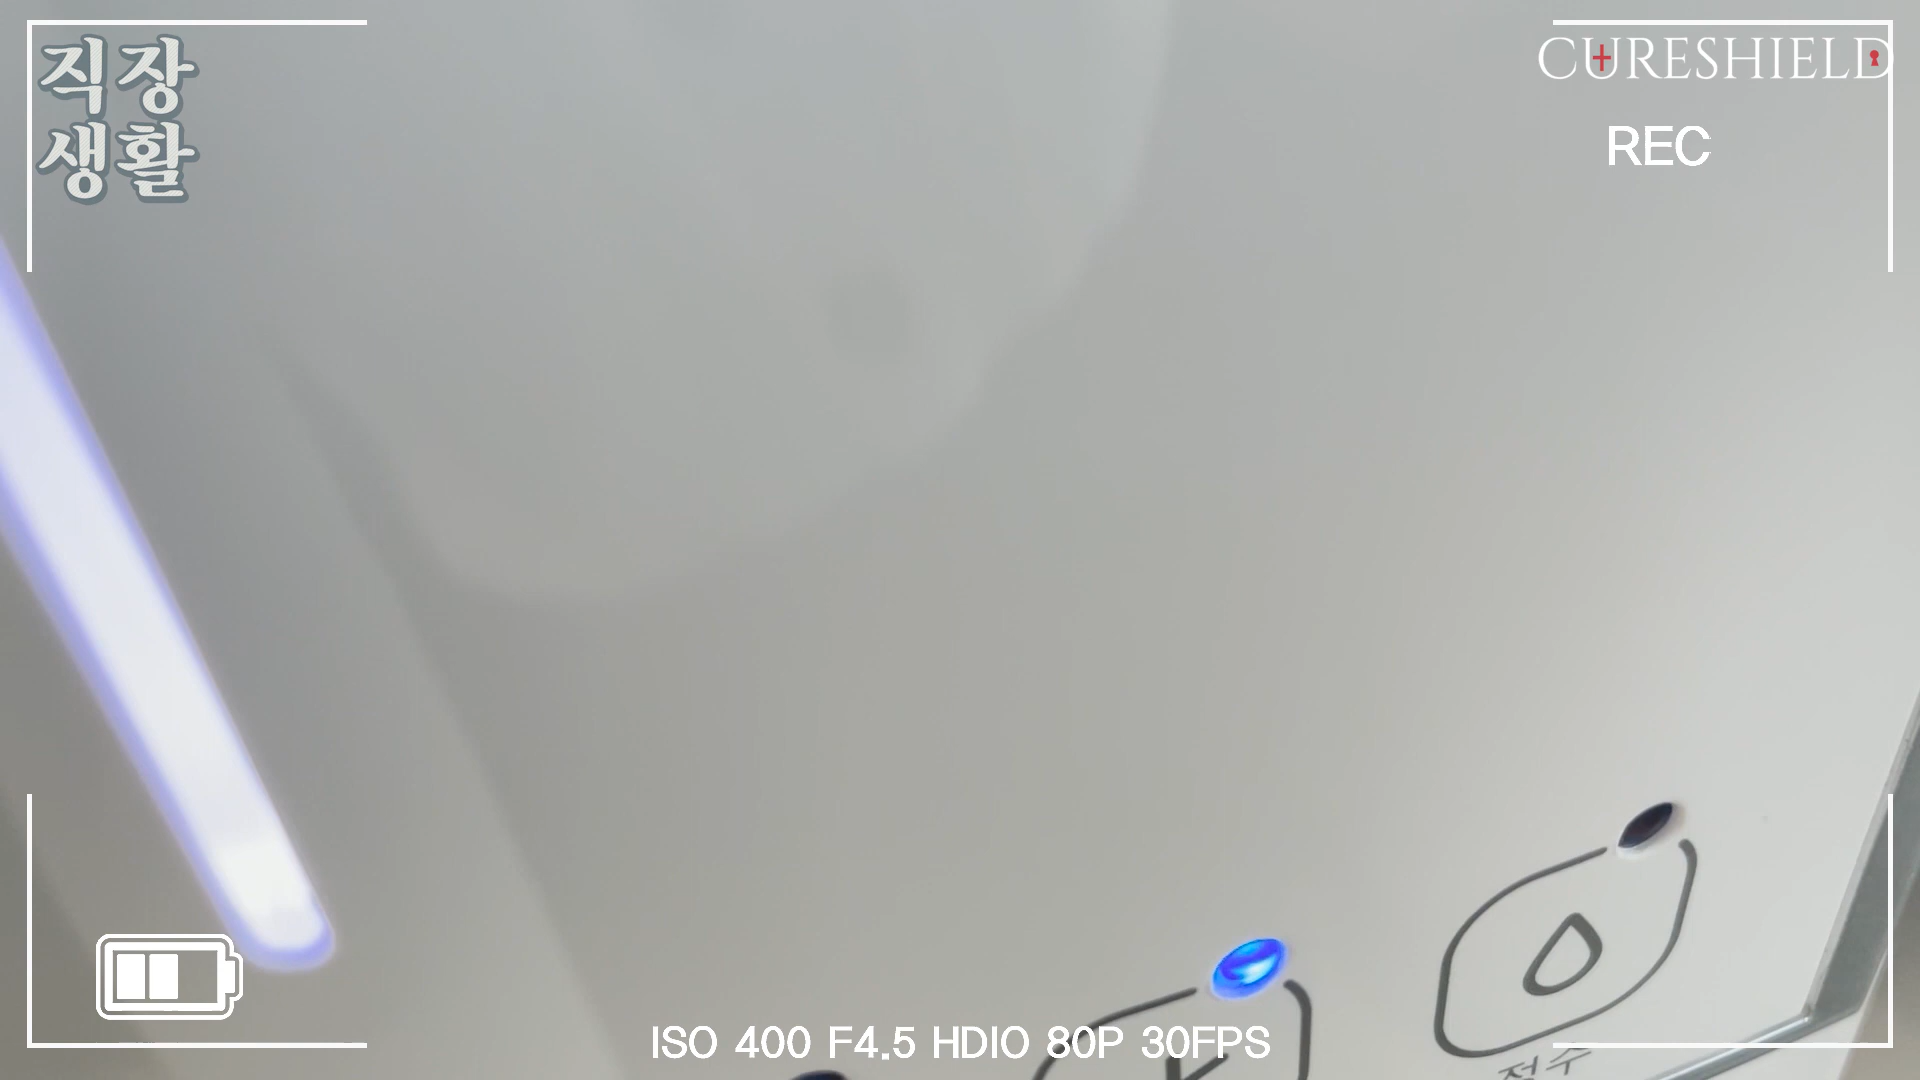 직장
생활
CURESHIELD
REC
ISO 400 F4.5 HDIO 80P 30FPS
정수